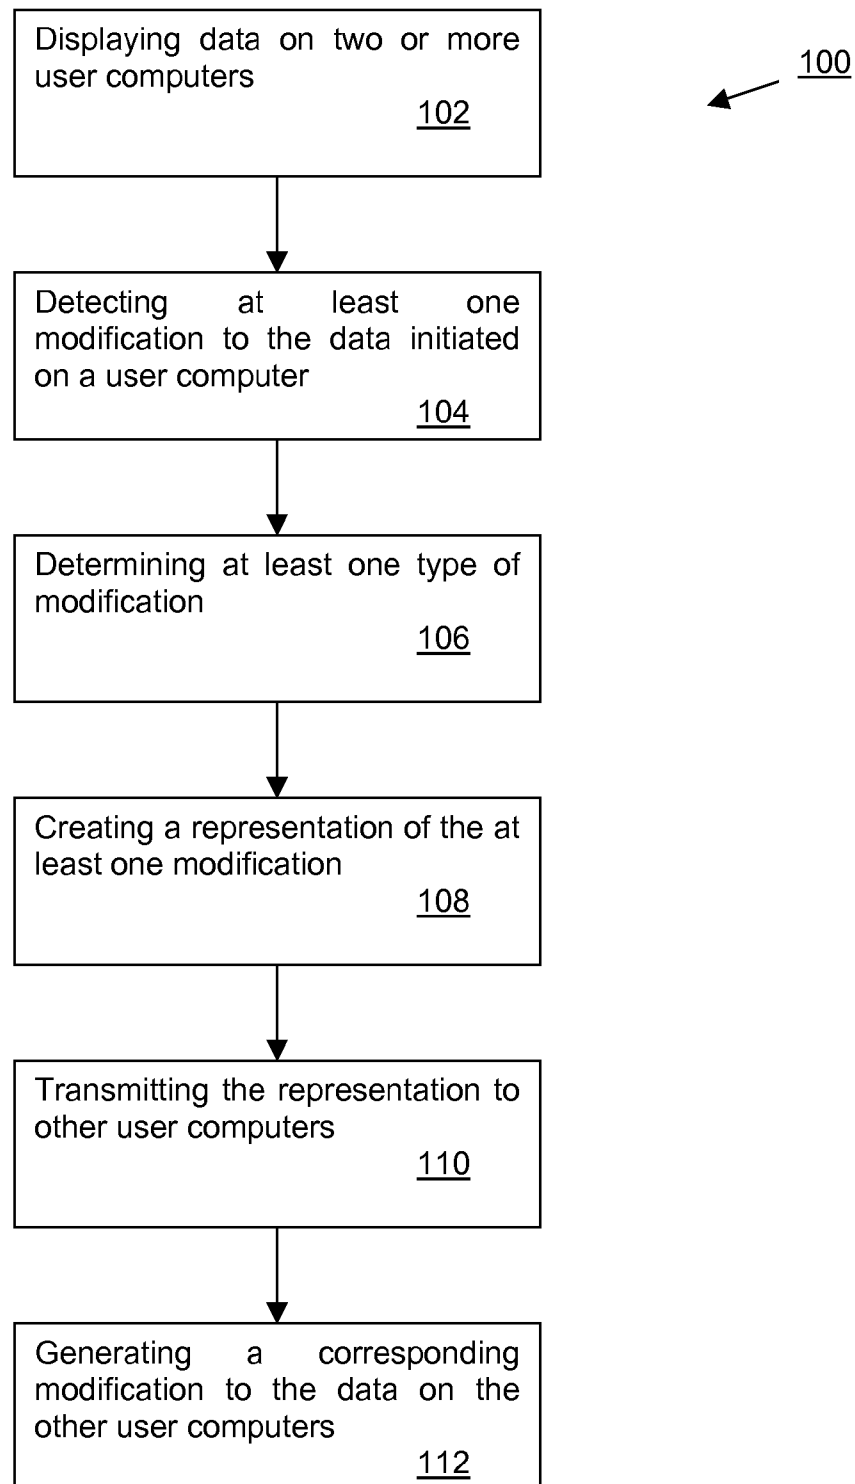 Displaying data on two or more
user computers
102
100
Detecting at least one
modification to the data initiated
on a user computer
104
Determining at least one type of
modification
106
Creating a representation of the at
least one modification
108
Transmitting the representation to
other user computers
110
Generating a corresponding
modification to the data on the
other user computers
112